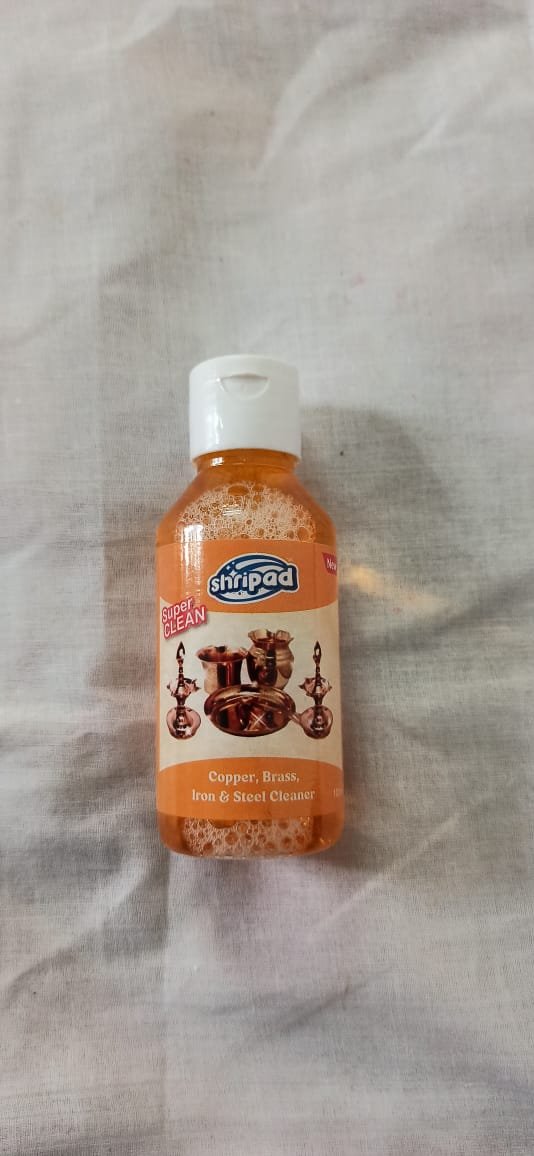 shripad
New
Super
CLEAN
Copper, Brass,
Iron & Steel Cleaner